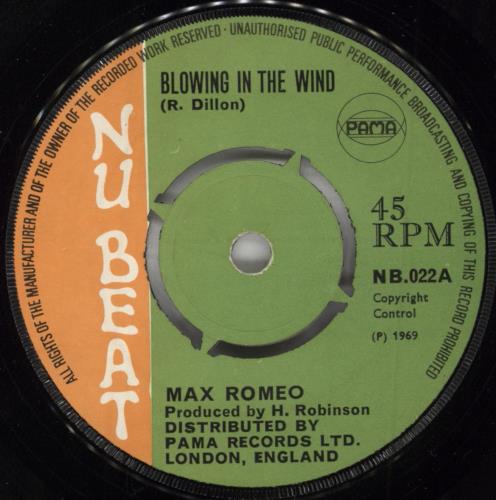 ALL RIGHTS OF THE MANUFACTURER AND OF THE OWNER OF THE RECORDED WORK RESERVED · UNAUTHORISED PUBLIC PERFORMANCE BROADCASTING AND COPYING OF THIS RECORD PROHIBITED
NU BEAT
BLOWING IN THE WIND
(R. Dillon)
PAMA
45
RPM
NB.022A
Copyright
Control
(P) 1969
MAX ROMEO
Produced by H. Robinson
DISTRIBUTED BY
PAMA RECORDS LTD.
LONDON, ENGLAND